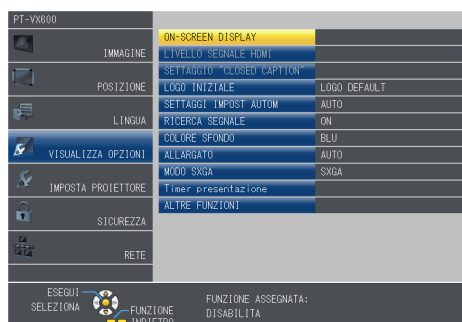 PT-VX600
IMMAGINE
POSIZIONE
LINGUA
VISUALIZZA OPZIONI
IMPOSTA PROIETTORE
SICUREZZA
RETE
ON-SCREEN DISPLAY
LIVELLO SEGNALE HDMI
SETTAGGIO "CLOSED CAPTION"
LOGO INIZIALE LOGO DEFAULT
SETTAGGI IMPOST AUTOM AUTO
RICERCA SEGNALE ON
COLORE SFONDO BLU
ALLARGATO AUTO
MODO SXGA SXGA
Timer presentazione
ALTRE FUNZIONI
ESEGUI
SELEZIONA
FUNZIONE
INDIETRO
FUNZIONE ASSEGNATA:
DISABILITA